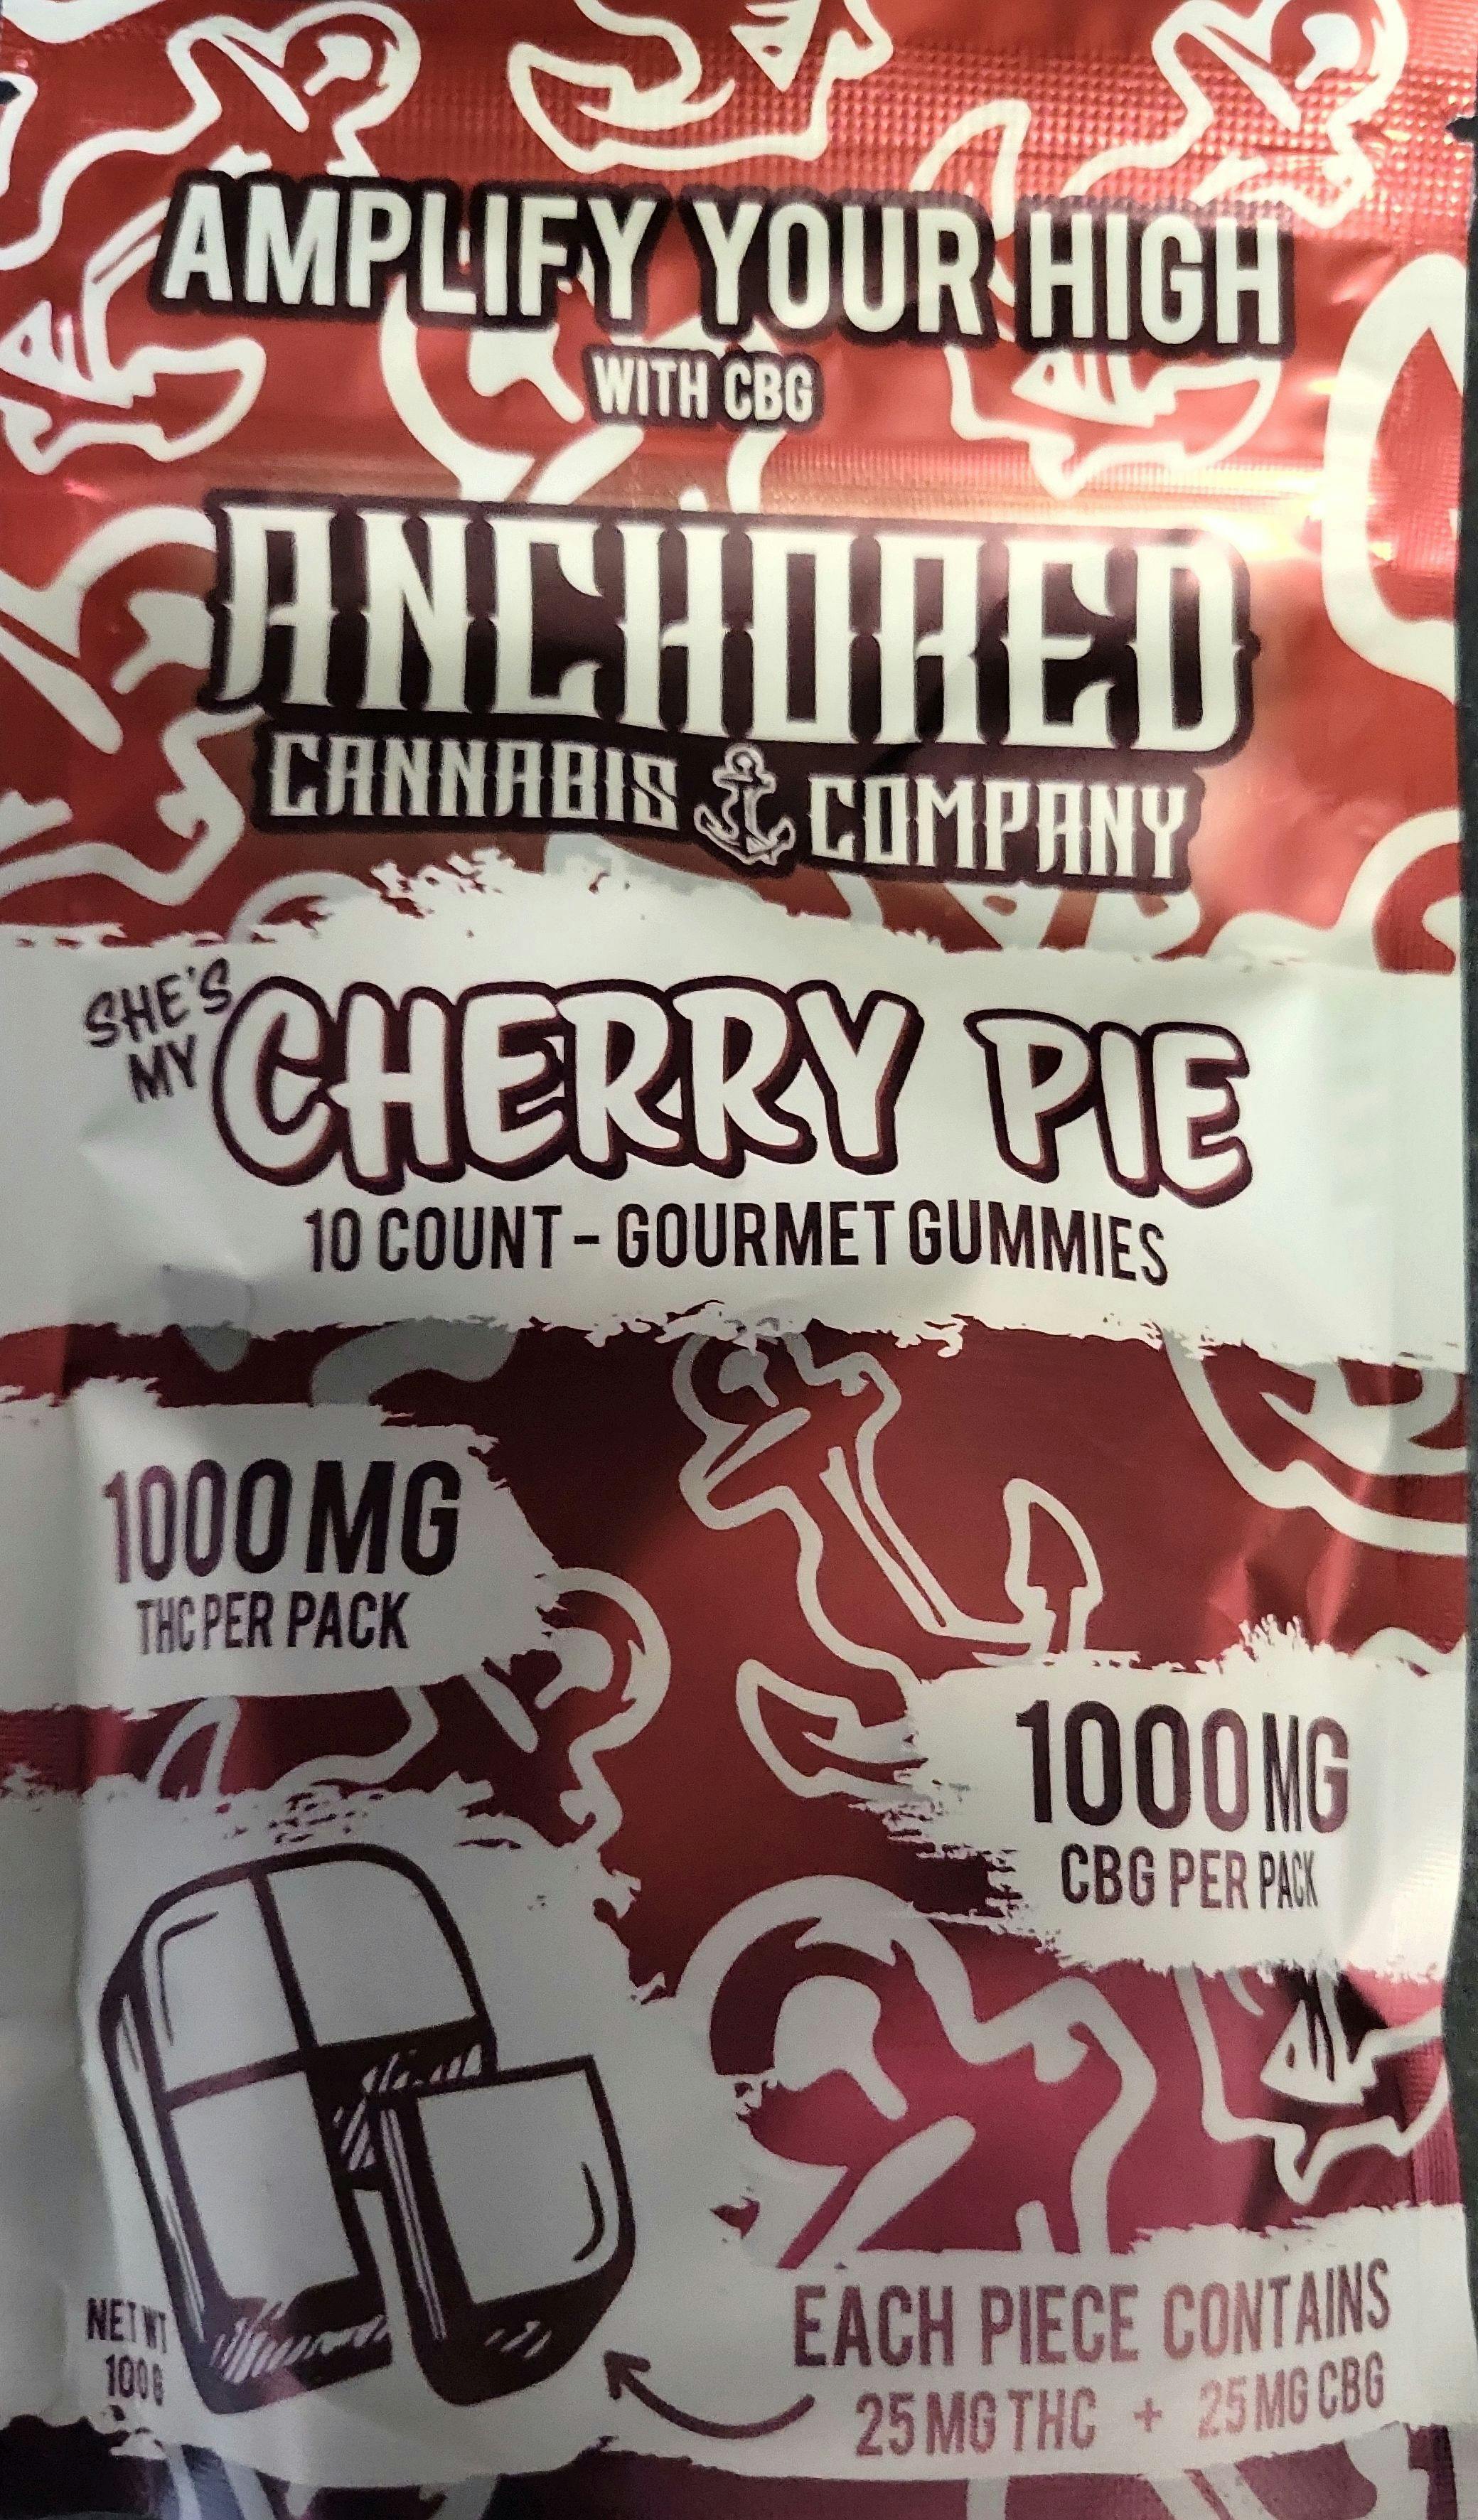 AMPLIFY YOUR HIGH
WITH CBG
ANCHORED
CANNABIS COMPANY
SHE'S
MY
CHERRY PIE
10 COUNT - GOURMET GUMMIES
1000 MG
THC PER PACK
1000 MG
CBG PER PACK
NET WT
100G
EACH PIECE CONTAINS
25 MG THC + 25 MG CBG